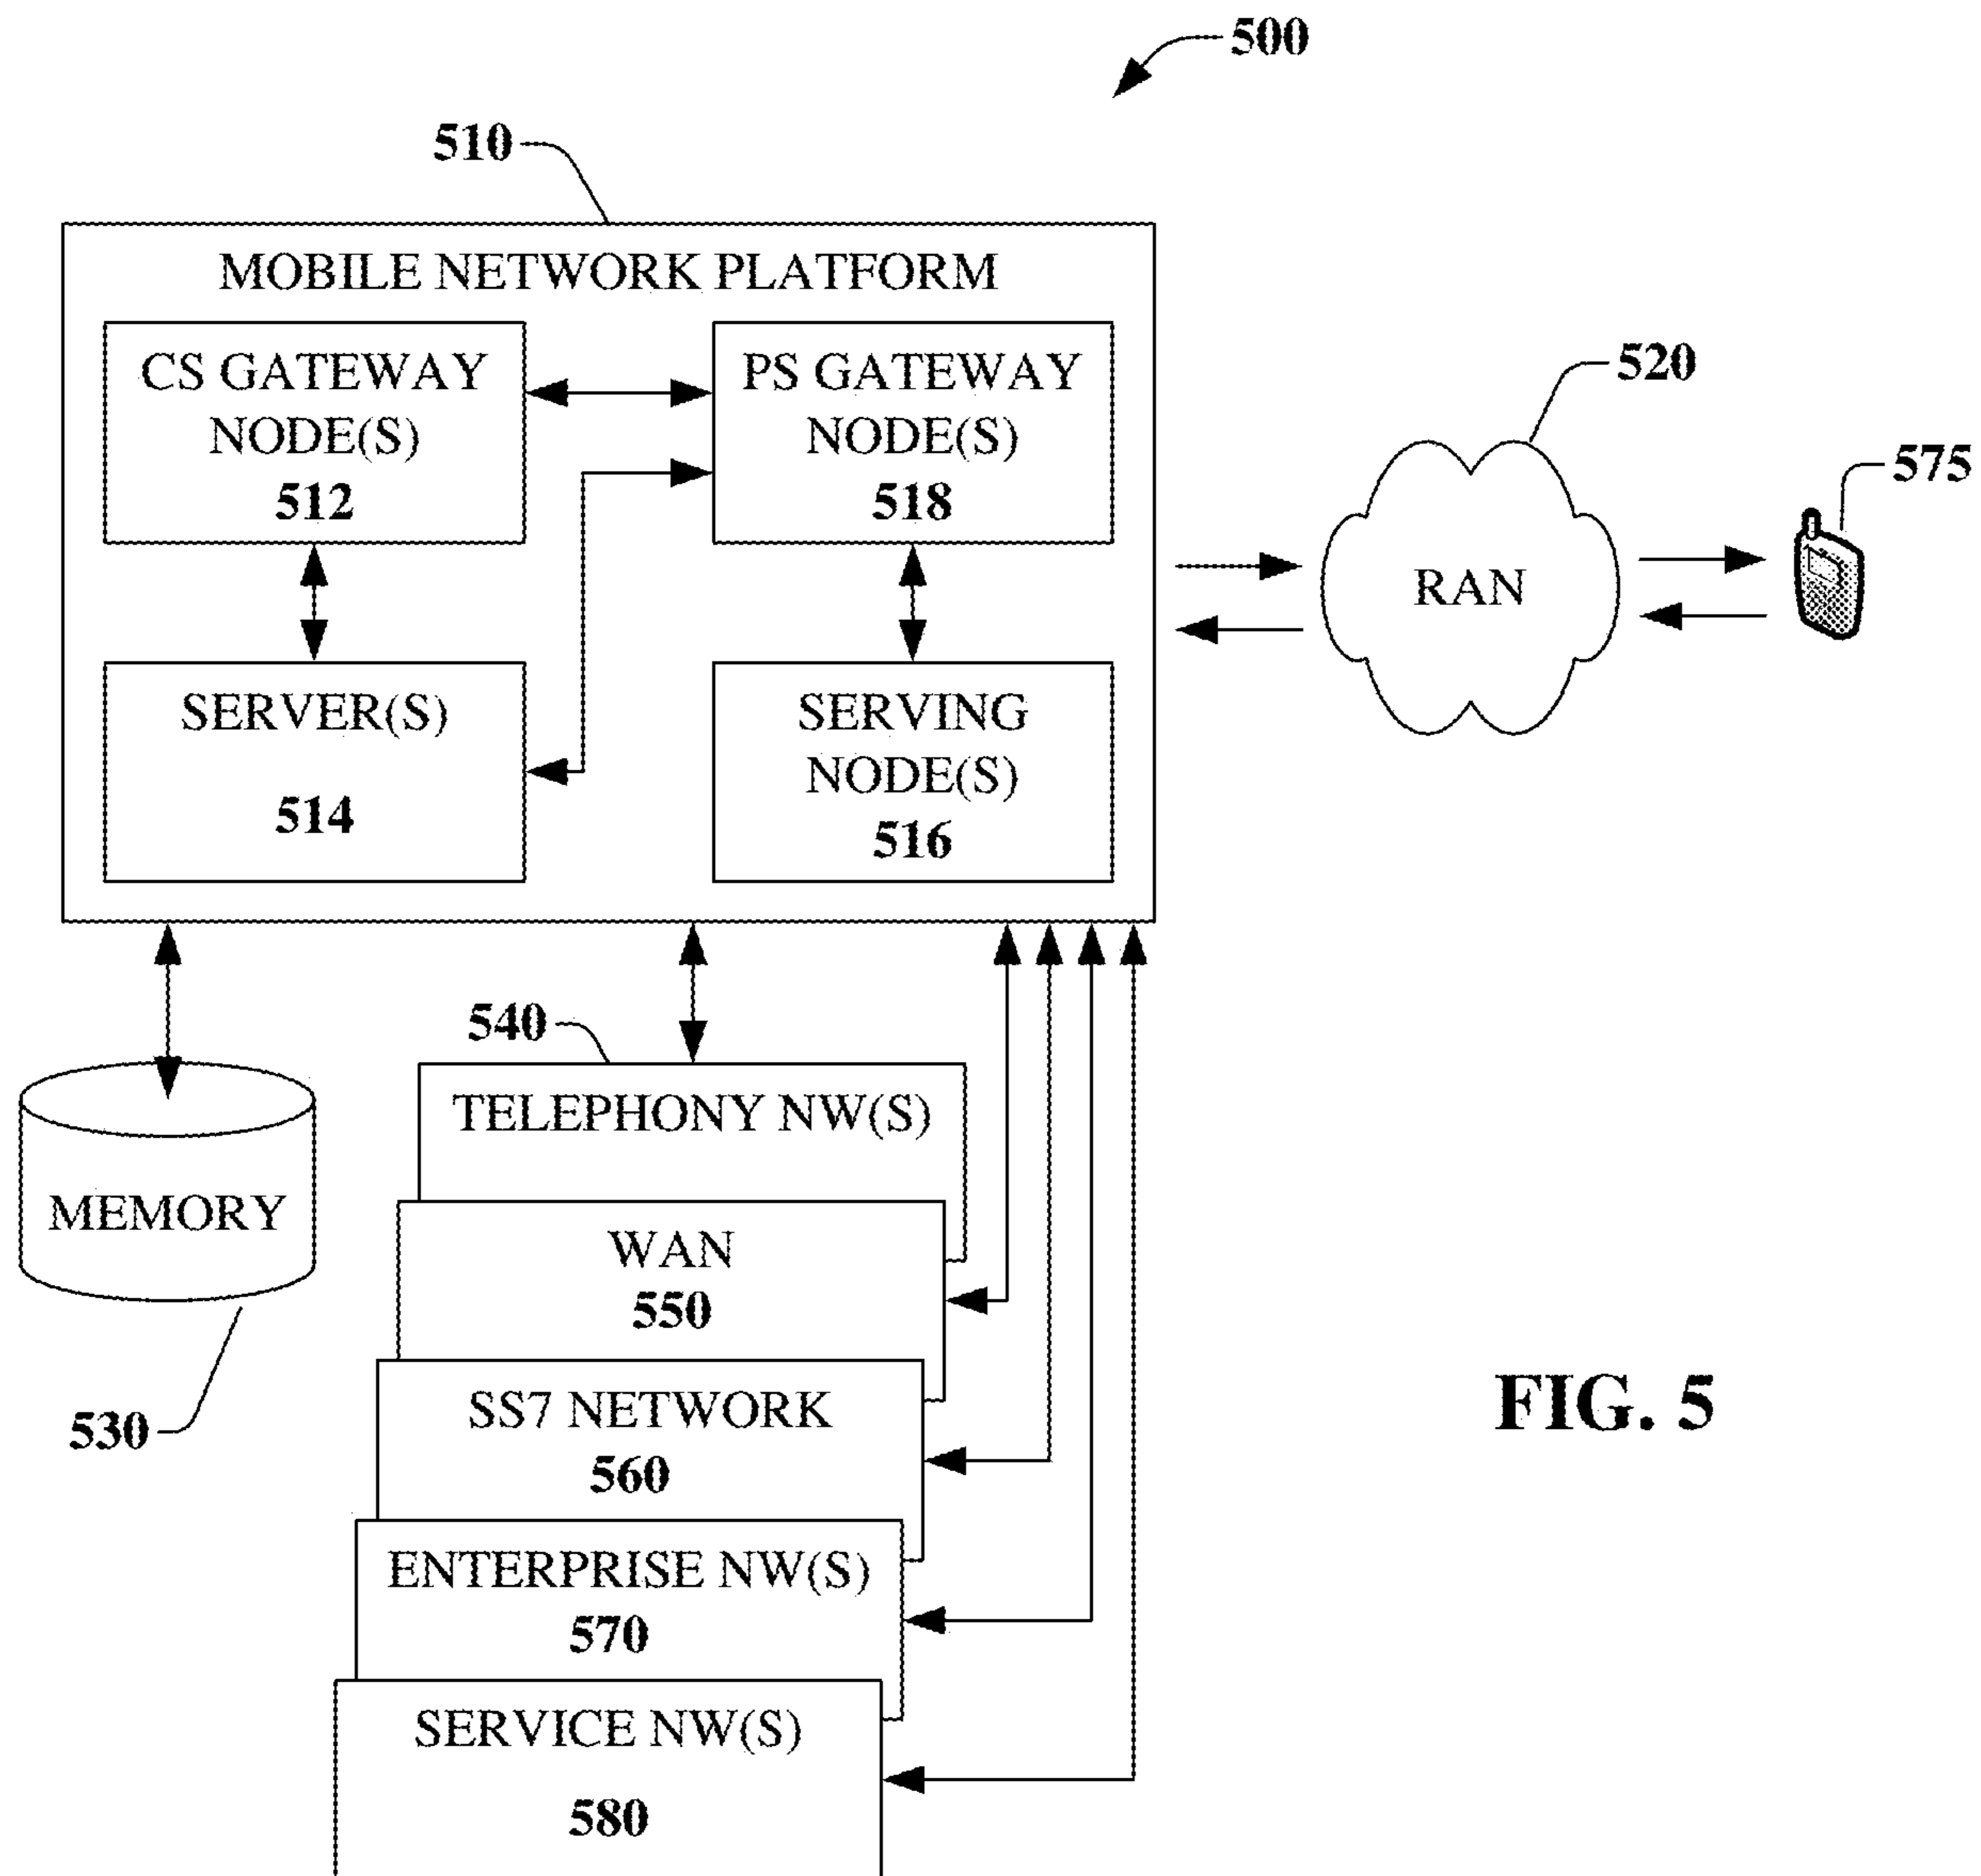 500
510
MOBILE NETWORK PLATFORM
CS GATEWAY
NODE(S)
512
PS GATEWAY
NODE(S)
518
SERVER(S)
514
SERVING
NODE(S)
516
520
RAN
575
540
TELEPHONY NW(S)
MEMORY
530
WAN
550
SS7 NETWORK
560
ENTERPRISE NW(S)
570
SERVICE NW(S)
580
FIG. 5